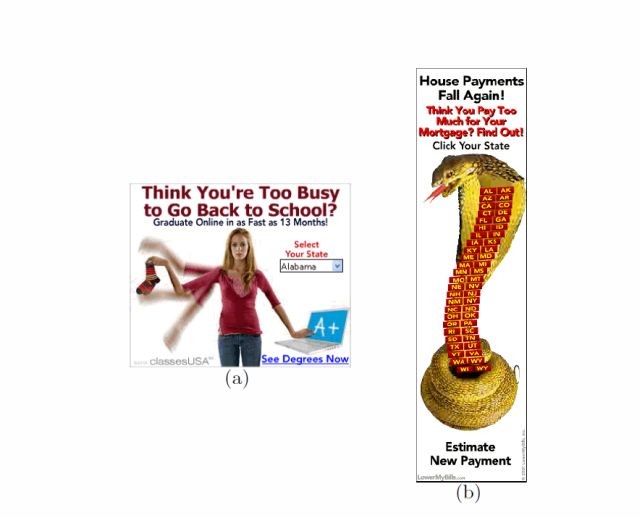 Think You're Too Busy
to Go Back to School?
Graduate Online in as Fast as 13 Months!
Select
Your State
Alabama
A+
classesUSA
See Degrees Now
(a)
House Payments
Fall Again!
Think You Pay Too
Much for Your
Mortgage? Find Out!
Click Your State
AL AK
AZ AR
CA CO
CT DE
FL GA
HI ID
IL IN
IA KS
KY LA
ME MD
MA MI
MN MS
MO MT
NE NV
NH NJ
NM NY
NC ND
OH OK
OR PA
RI SC
SD TN
TX UT
VT VA
WA WV
WI WY
Estimate
New Payment
LowerMyBills.com
(b)